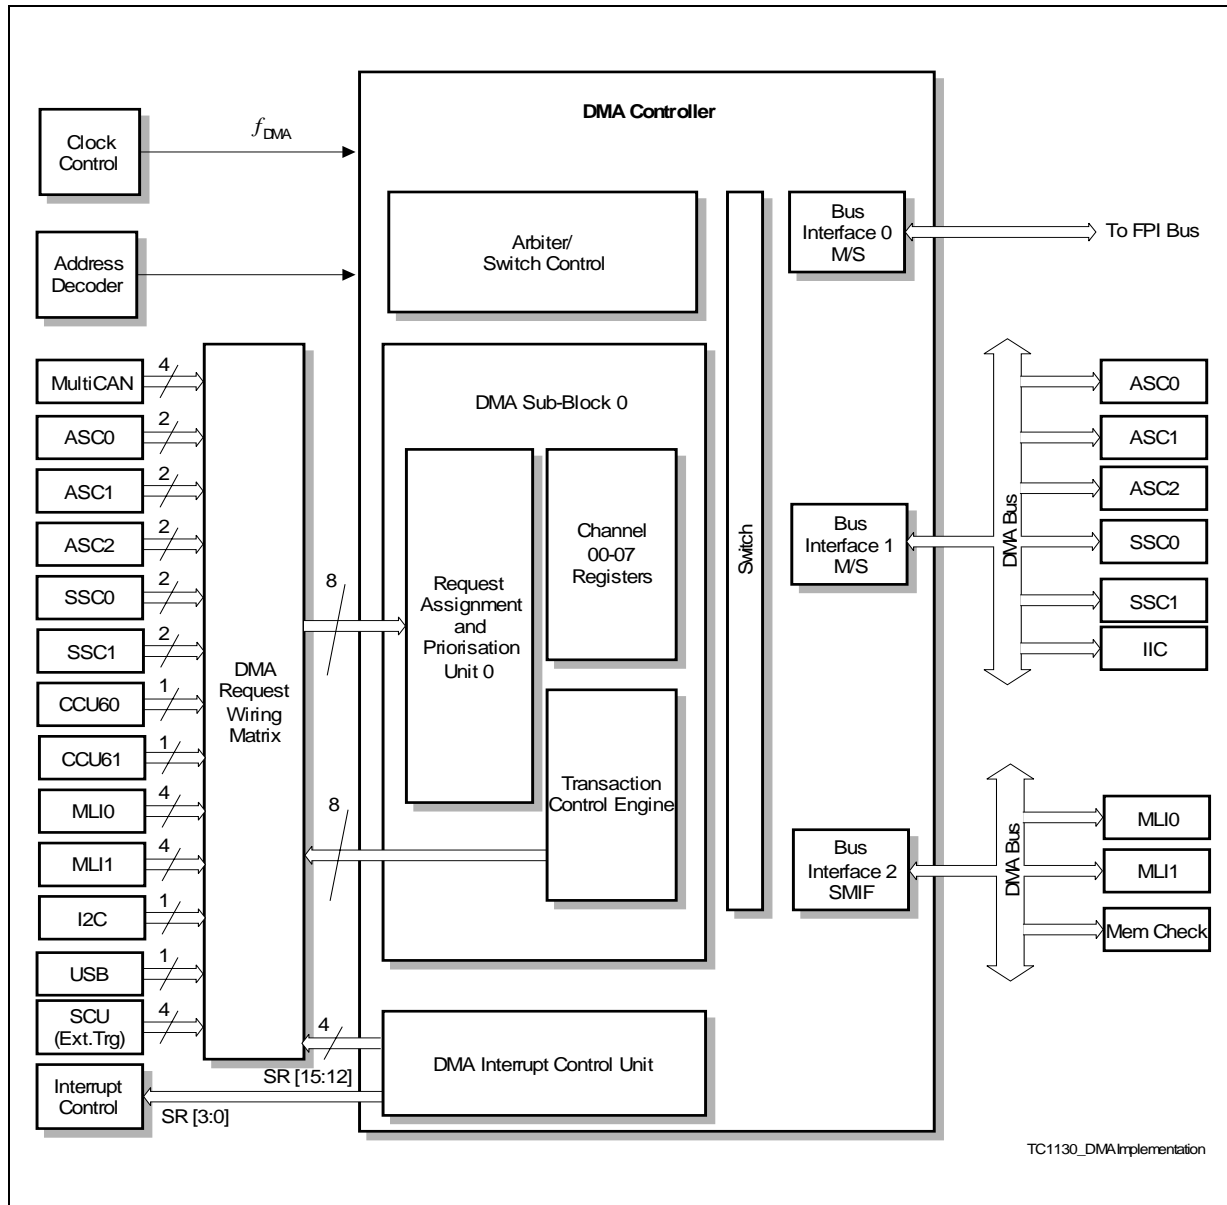 DMA Controller
Clock
Control
f DMA
Address
Decoder
Arbiter/
Switch Control
Bus
Interface 0
M/S
To FPI Bus
MultiCAN
4
ASC0
2
ASC1
2
ASC2
2
SSC0
2
SSC1
2
CCU60
1
CCU61
1
MLI0
4
MLI1
4
I2C
1
USB
1
SCU
(Ext.Trg)
4
Interrupt
Control
DMA
Request
Wiring
Matrix
8
8
4
SR [15:12]
SR [3:0]
DMA Sub-Block 0
Request
Assignment
and
Priorisation
Unit 0
Channel
00-07
Registers
Transaction
Control Engine
DMA Interrupt Control Unit
Switch
Bus
Interface 1
M/S
DMA Bus
ASC0
ASC1
ASC2
SSC0
SSC1
IIC
Bus
Interface 2
SMIF
DMA Bus
MLI0
MLI1
Mem Check
TC1130_DMAImplementation